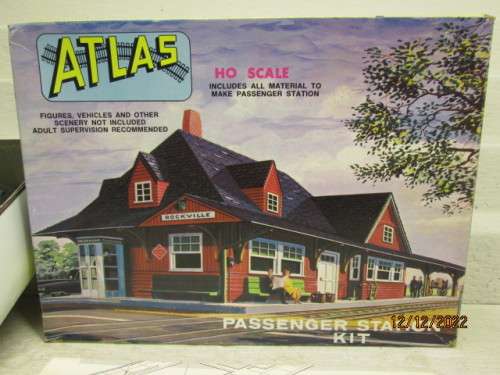 ATLAS
HO SCALE
INCLUDES ALL MATERIAL TO
MAKE PASSENGER STATION
FIGURES, VEHICLES AND OTHER
SCENERY NOT INCLUDED
ADULT SUPERVISION RECOMMENDED
ROCKVILLE
PASSENGER STATION
KIT
12/12/2022